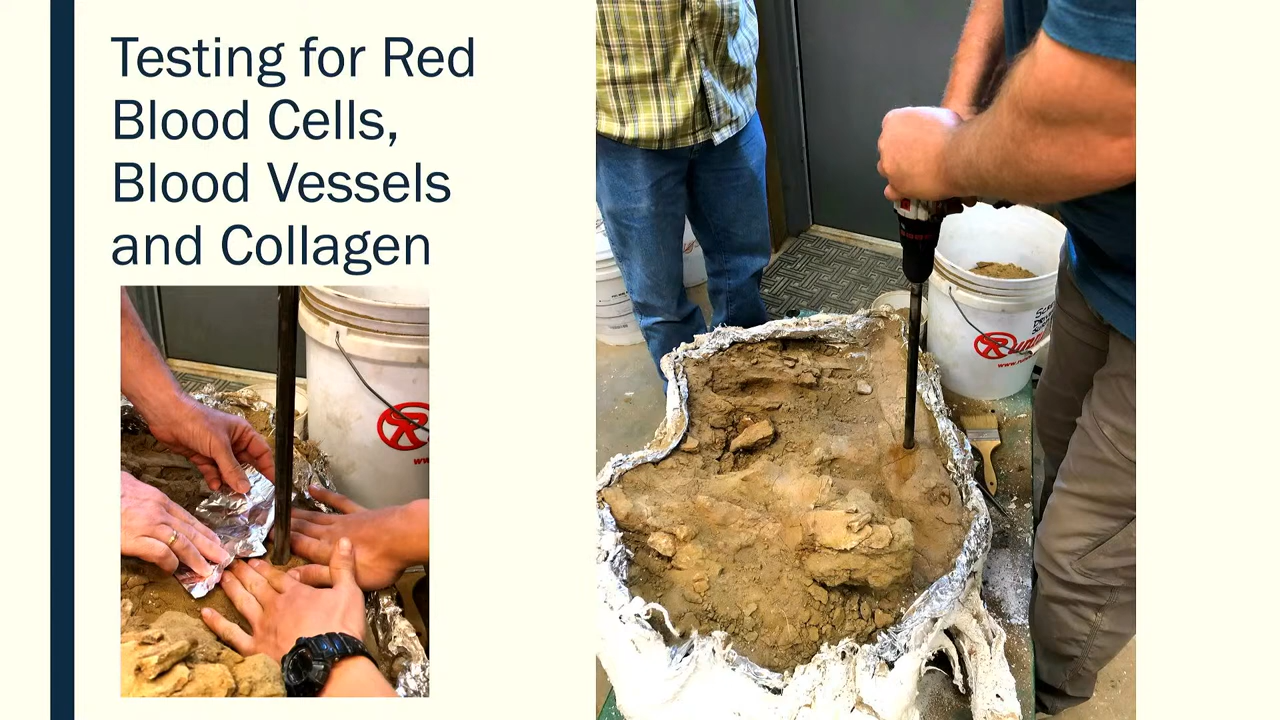 Testing for Red
Blood Cells,
Blood Vessels
and Collagen